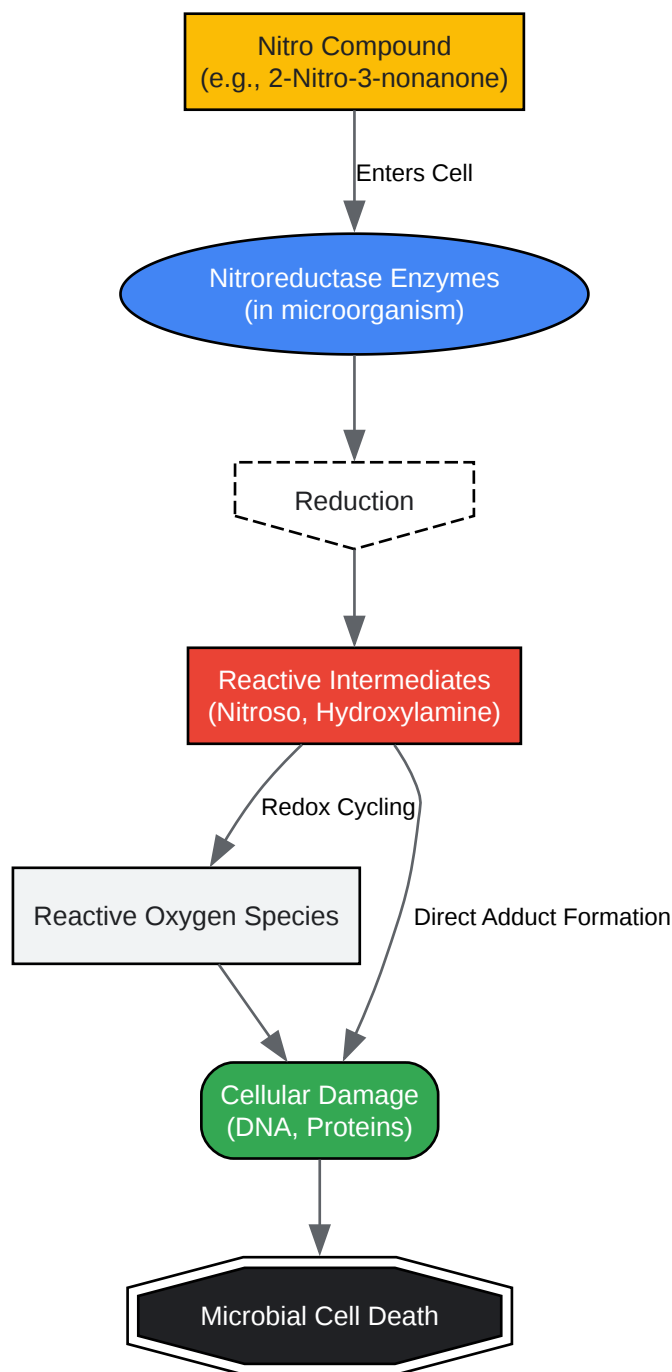 Nitro Compound
(e.g., 2-Nitro-3-nonanone)
Enters Cell
Nitroreductase Enzymes
(in microorganism)
Reduction
Reactive Intermediates
(Nitroso, Hydroxylamine)
Redox Cycling
Reactive Oxygen Species
Direct Adduct Formation
Cellular Damage
(DNA, Proteins)
Microbial Cell Death